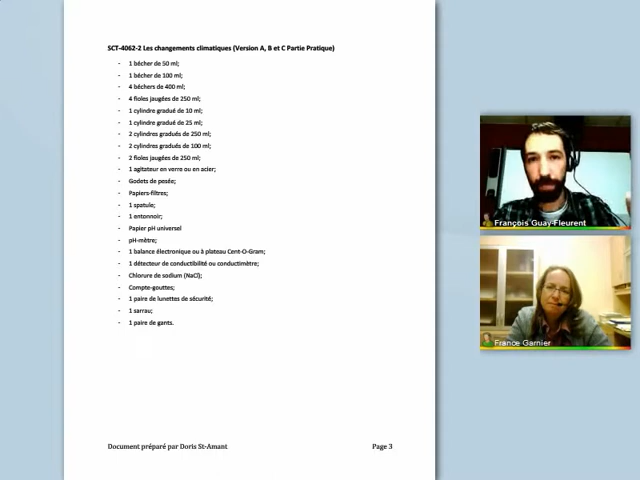 SCT-4062-2 Les changements climatiques (Version A, B et C Partie Pratique)
- 1 bécher de 50 ml;
- 1 bécher de 100 ml;
- 4 béchers de 400 ml;
- 4 fioles jaugées de 250 ml;
- 1 cylindre gradué de 10 ml;
- 1 cylindre gradué de 25 ml;
- 2 cylindres gradués de 250 ml;
- 2 cylindres gradués de 100 ml;
- 2 fioles jaugées de 250 ml;
- 1 agitateur en verre ou en acier;
- Godets de pesée;
- Papiers-filtres;
- 1 spatule;
- 1 entonnoir;
- Papier pH universel
- pH-mètre;
- 1 balance électronique ou à plateau Cent-O-Gram;
- 1 détecteur de conductibilité ou conductimètre;
- Chlorure de sodium (NaCl);
- Compte-gouttes;
- 1 paire de lunettes de sécurité;
- 1 sarrau;
- 1 paire de gants.
Document préparé par Doris St-Amant Page 3
François Guay-Fleurent
France Garnier